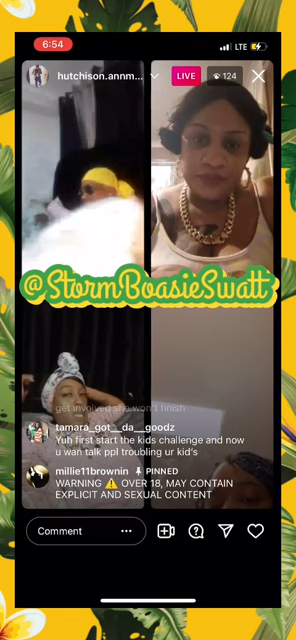 6:54
LTE
hutchison.annm...
LIVE
124
@StormBoasieSwatt
get involved she won't finish
tamara_got__da__goodz
Yuh first start the kids challenge and now
u wan talk ppl troubling ur kid's
millie11brownin PINNED
WARNING ⚠️ OVER 18, MAY CONTAIN
EXPLICIT AND SEXUAL CONTENT
Comment